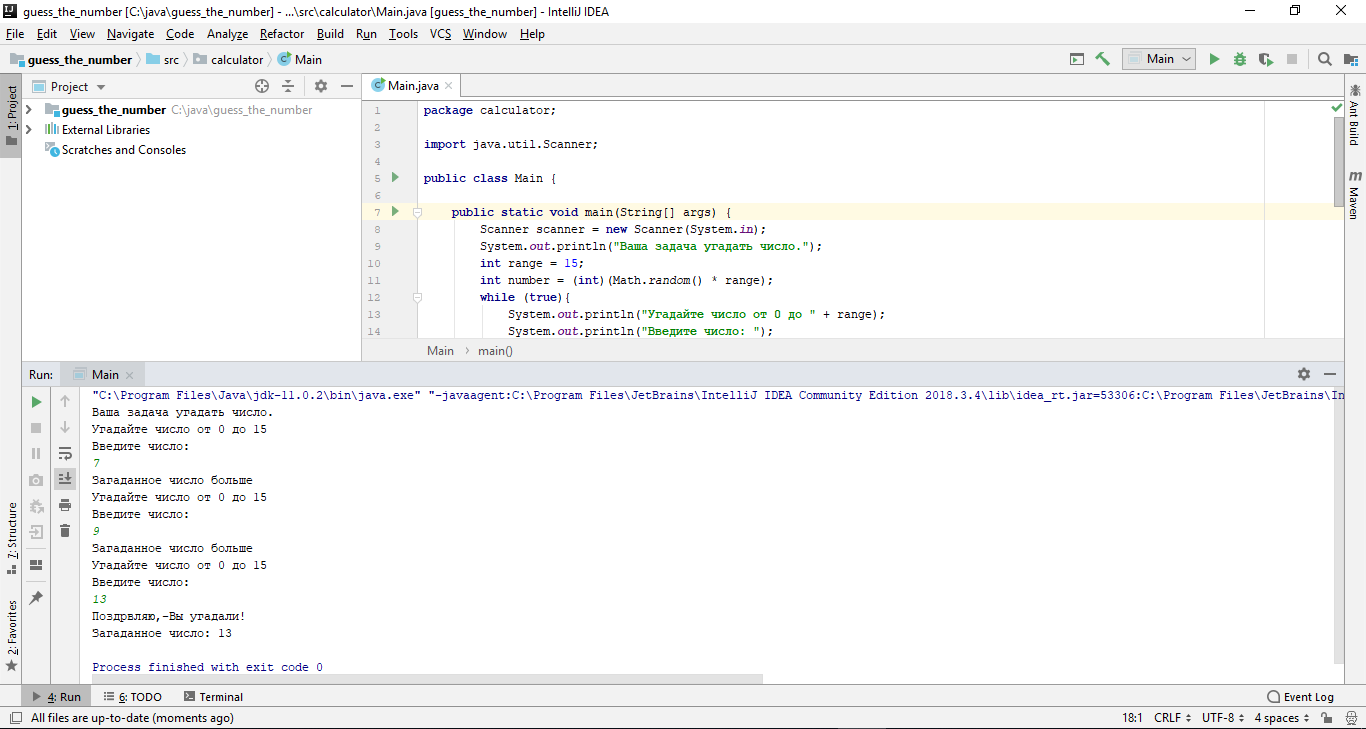 guess_the_number [C:\java\guess_the_number] - ...\src\calculator\Main.java [guess_the_number] - IntelliJ IDEA
File Edit View Navigate Code Analyze Refactor Build Run Tools VCS Window Help
guess_the_number src calculator Main Main
Project Main.java
1: Project
guess_the_number C:\java\guess_the_number
External Libraries
Scratches and Consoles
1 package calculator;
2
3 import java.util.Scanner;
4
5 public class Main {
6
7 public static void main(String[] args) {
8 Scanner scanner = new Scanner(System.in);
9 System.out.println("Ваша задача угадать число.");
10 int range = 15;
11 int number = (int)(Math.random() * range);
12 while (true){
13 System.out.println("Угадайте число от 0 до " + range);
14 System.out.println("Введите число: ");
Main › main()
Ant Build
m Maven
Run: Main
"C:\Program Files\Java\jdk-11.0.2\bin\java.exe" "-javaagent:C:\Program Files\JetBrains\IntelliJ IDEA Community Edition 2018.3.4\lib\idea_rt.jar=53306:C:\Program Files\JetBrains\In
Ваша задача угадать число.
Угадайте число от 0 до 15
Введите число:
7
Загаданное число больше
Угадайте число от 0 до 15
Введите число:
9
Загаданное число больше
Угадайте число от 0 до 15
Введите число:
13
Поздрвляю,-Вы угадали!
Загаданное число: 13
Process finished with exit code 0
7: Structure
2: Favorites
4: Run 6: TODO Terminal Event Log
All files are up-to-date (moments ago) 18:1 CRLF UTF-8 4 spaces